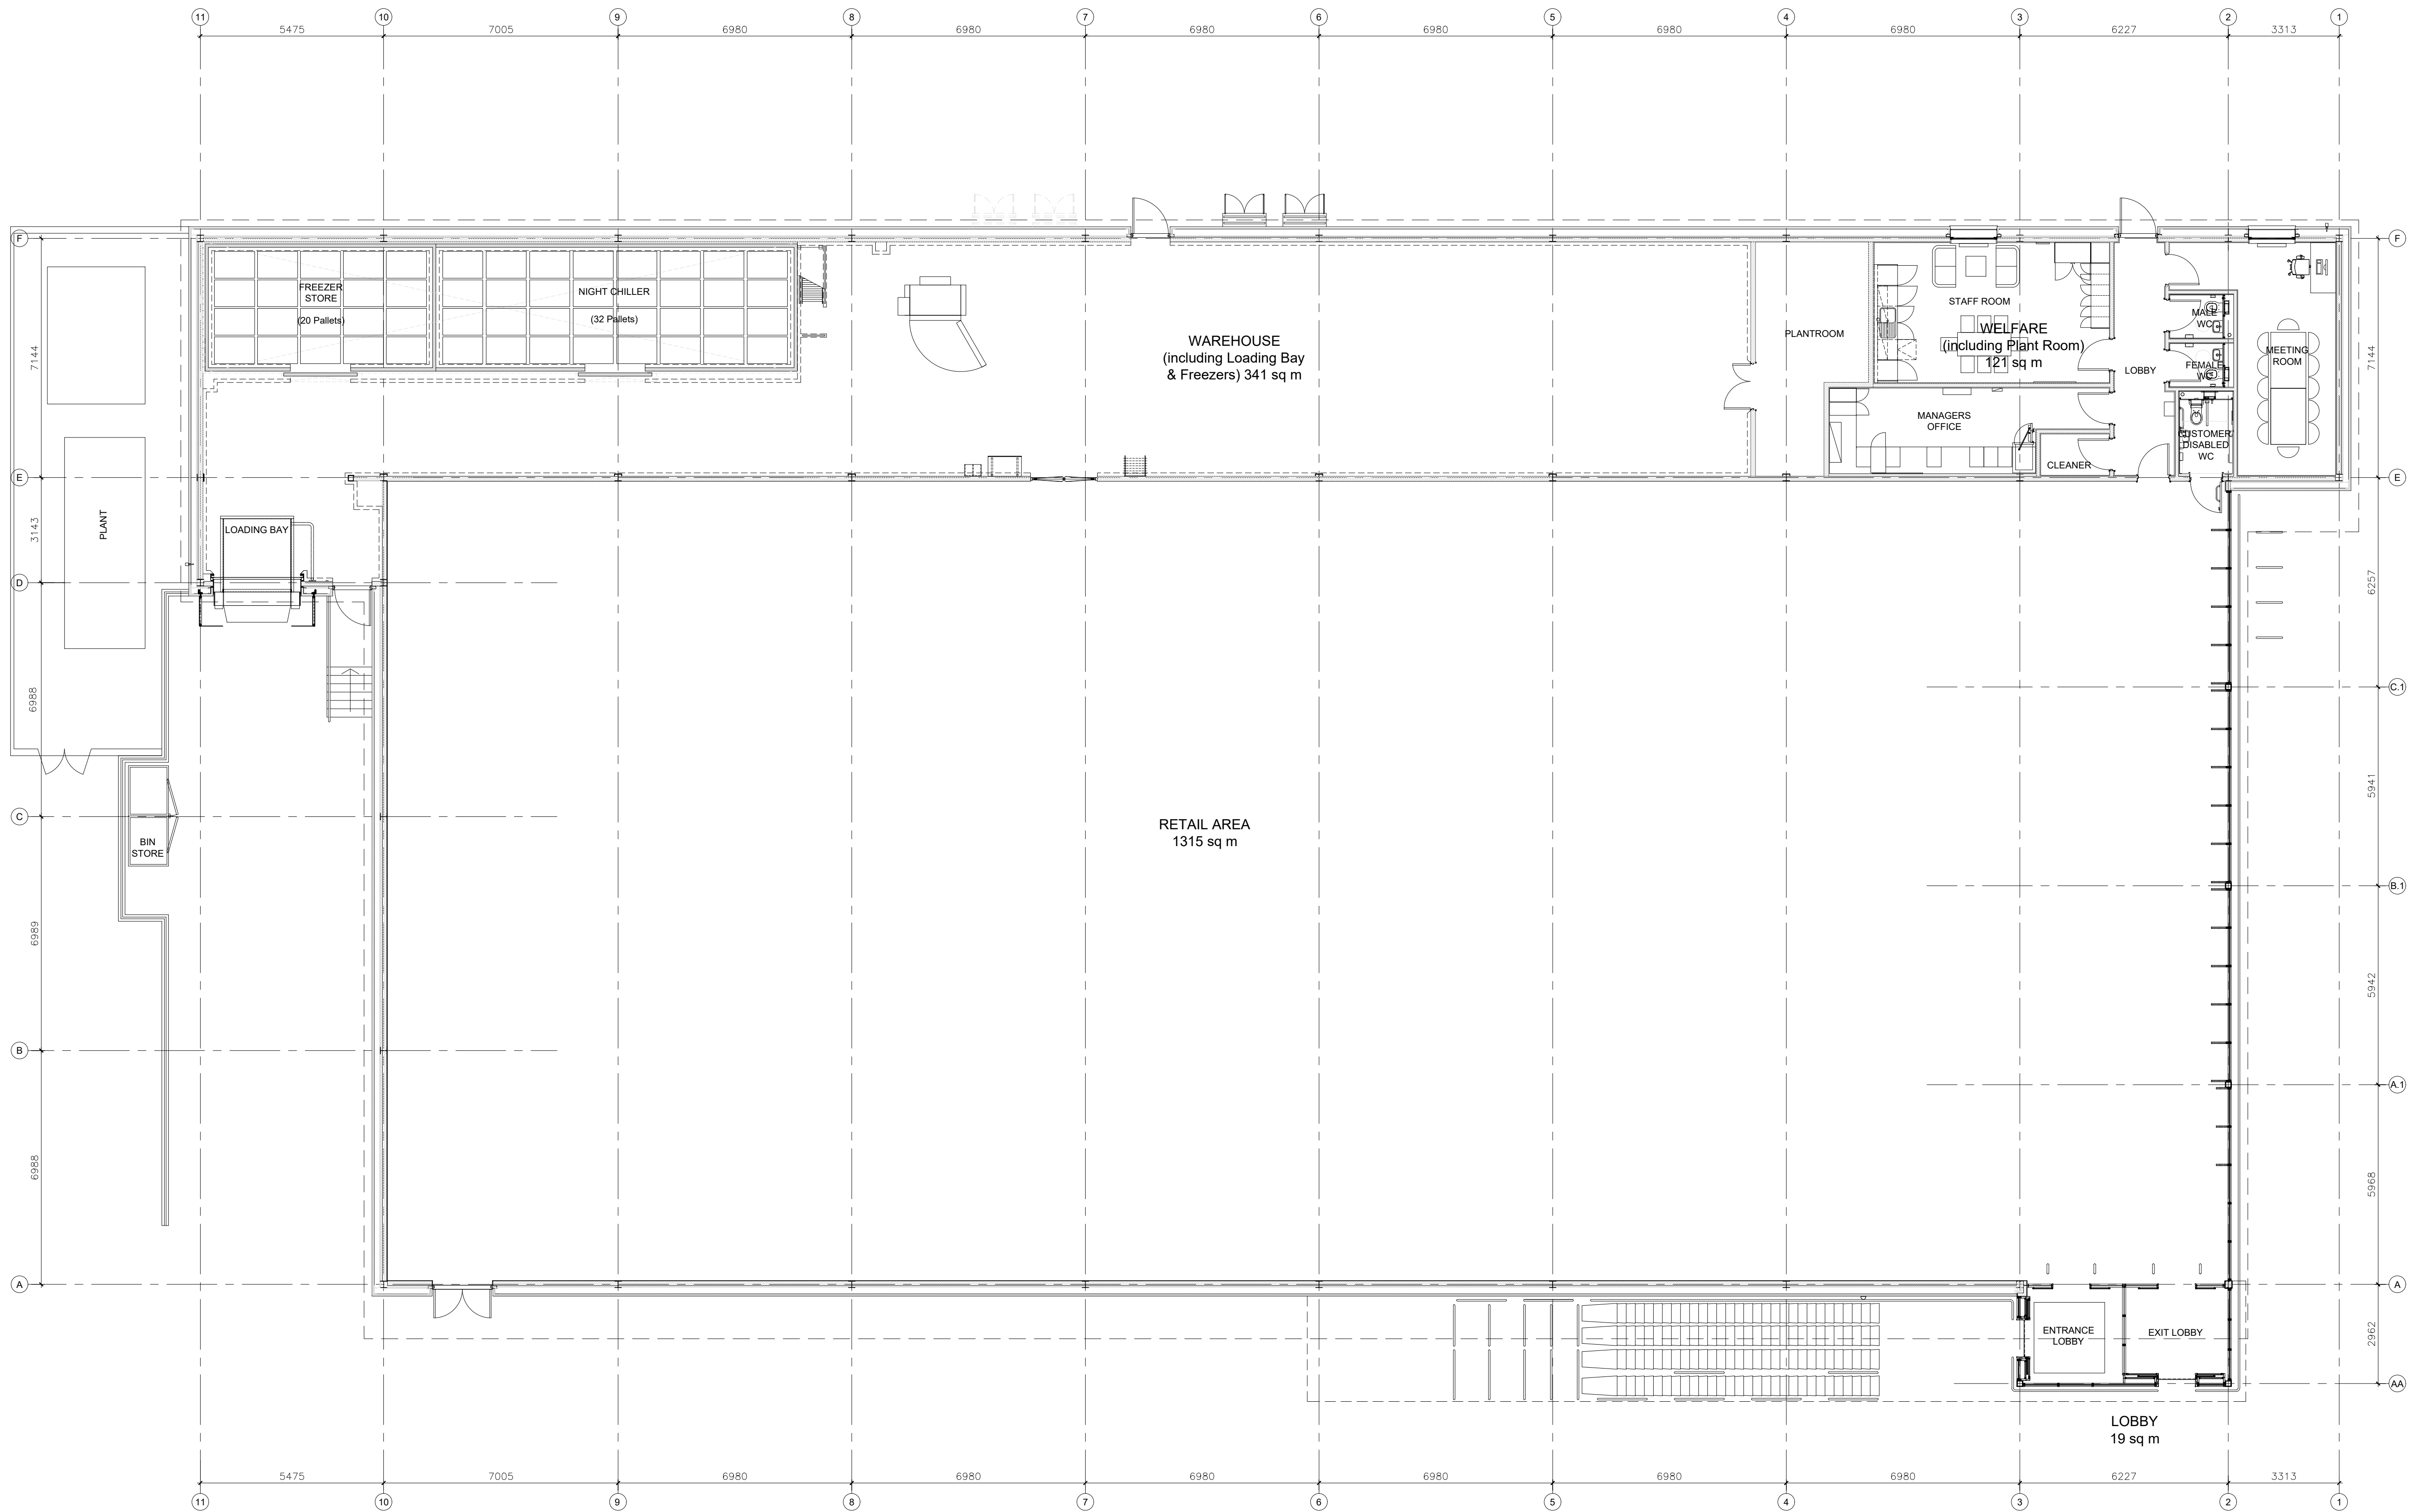 11 10 9 8 7 6 5 4 3 2 1
5475 7005 6980 6980 6980 6980 6980 6980 6227 3313
F F
FREEZER
STORE
(20 Pallets)
NIGHT CHILLER
(32 Pallets)
WAREHOUSE
(including Loading Bay
& Freezers) 341 sq m
PLANTROOM
STAFF ROOM
WELFARE
(including Plant Room)
121 sq m
MANAGERS
OFFICE
CLEANER
LOBBY
MALE
WC
FEMALE
WC
CUSTOMER/
DISABLED
WC
MEETING
ROOM
7144 7144
E E
3143
PLANT
LOADING BAY
D
6257
6988
C.1
5941
C
BIN
STORE
RETAIL AREA
1315 sq m
B.1
6989
5942
B
A.1
6988
5968
A A
ENTRANCE
LOBBY
EXIT LOBBY
2962
AA
LOBBY
19 sq m
5475 7005 6980 6980 6980 6980 6980 6980 6227 3313
11 10 9 8 7 6 5 4 3 2 1